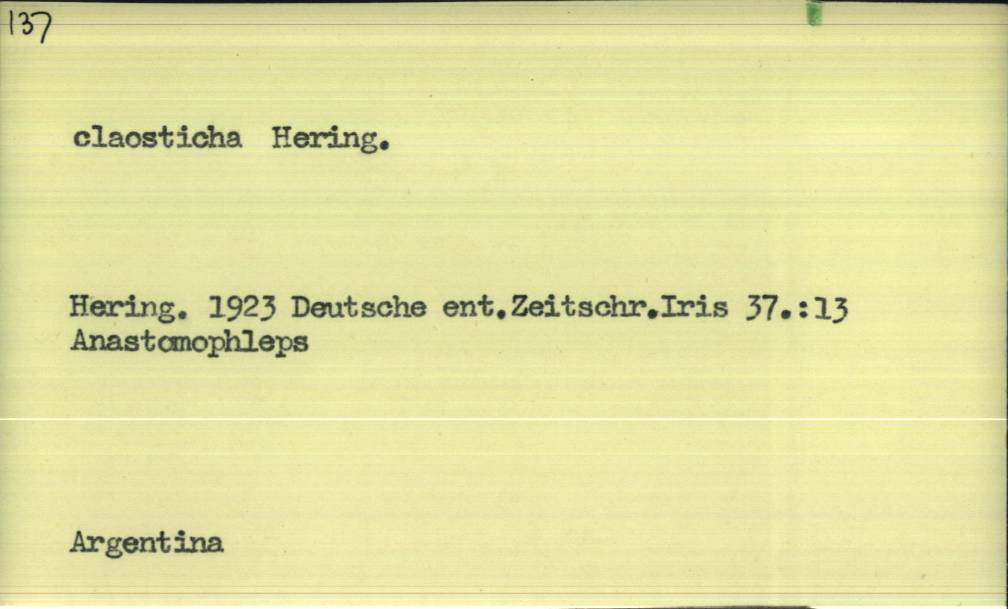 137
claosticha Hering.
Hering. 1923 Deutsche ent.Zeitschr.Iris 37.:13
Anastomophleps
Argentina